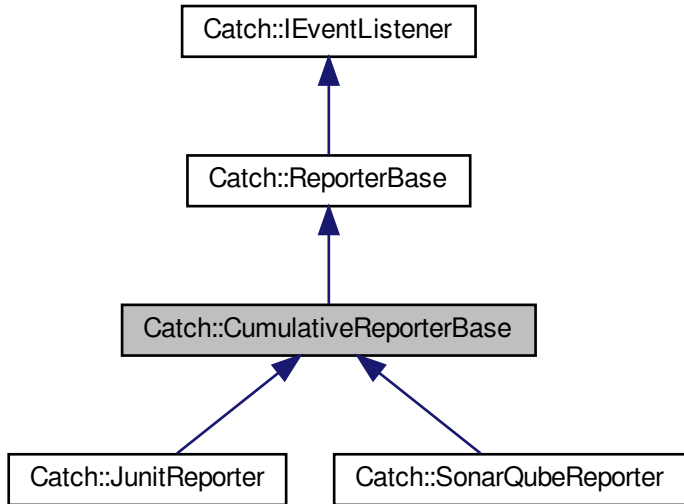 Catch::IEventListener
Catch::ReporterBase
Catch::CumulativeReporterBase
Catch::JunitReporter
Catch::SonarQubeReporter